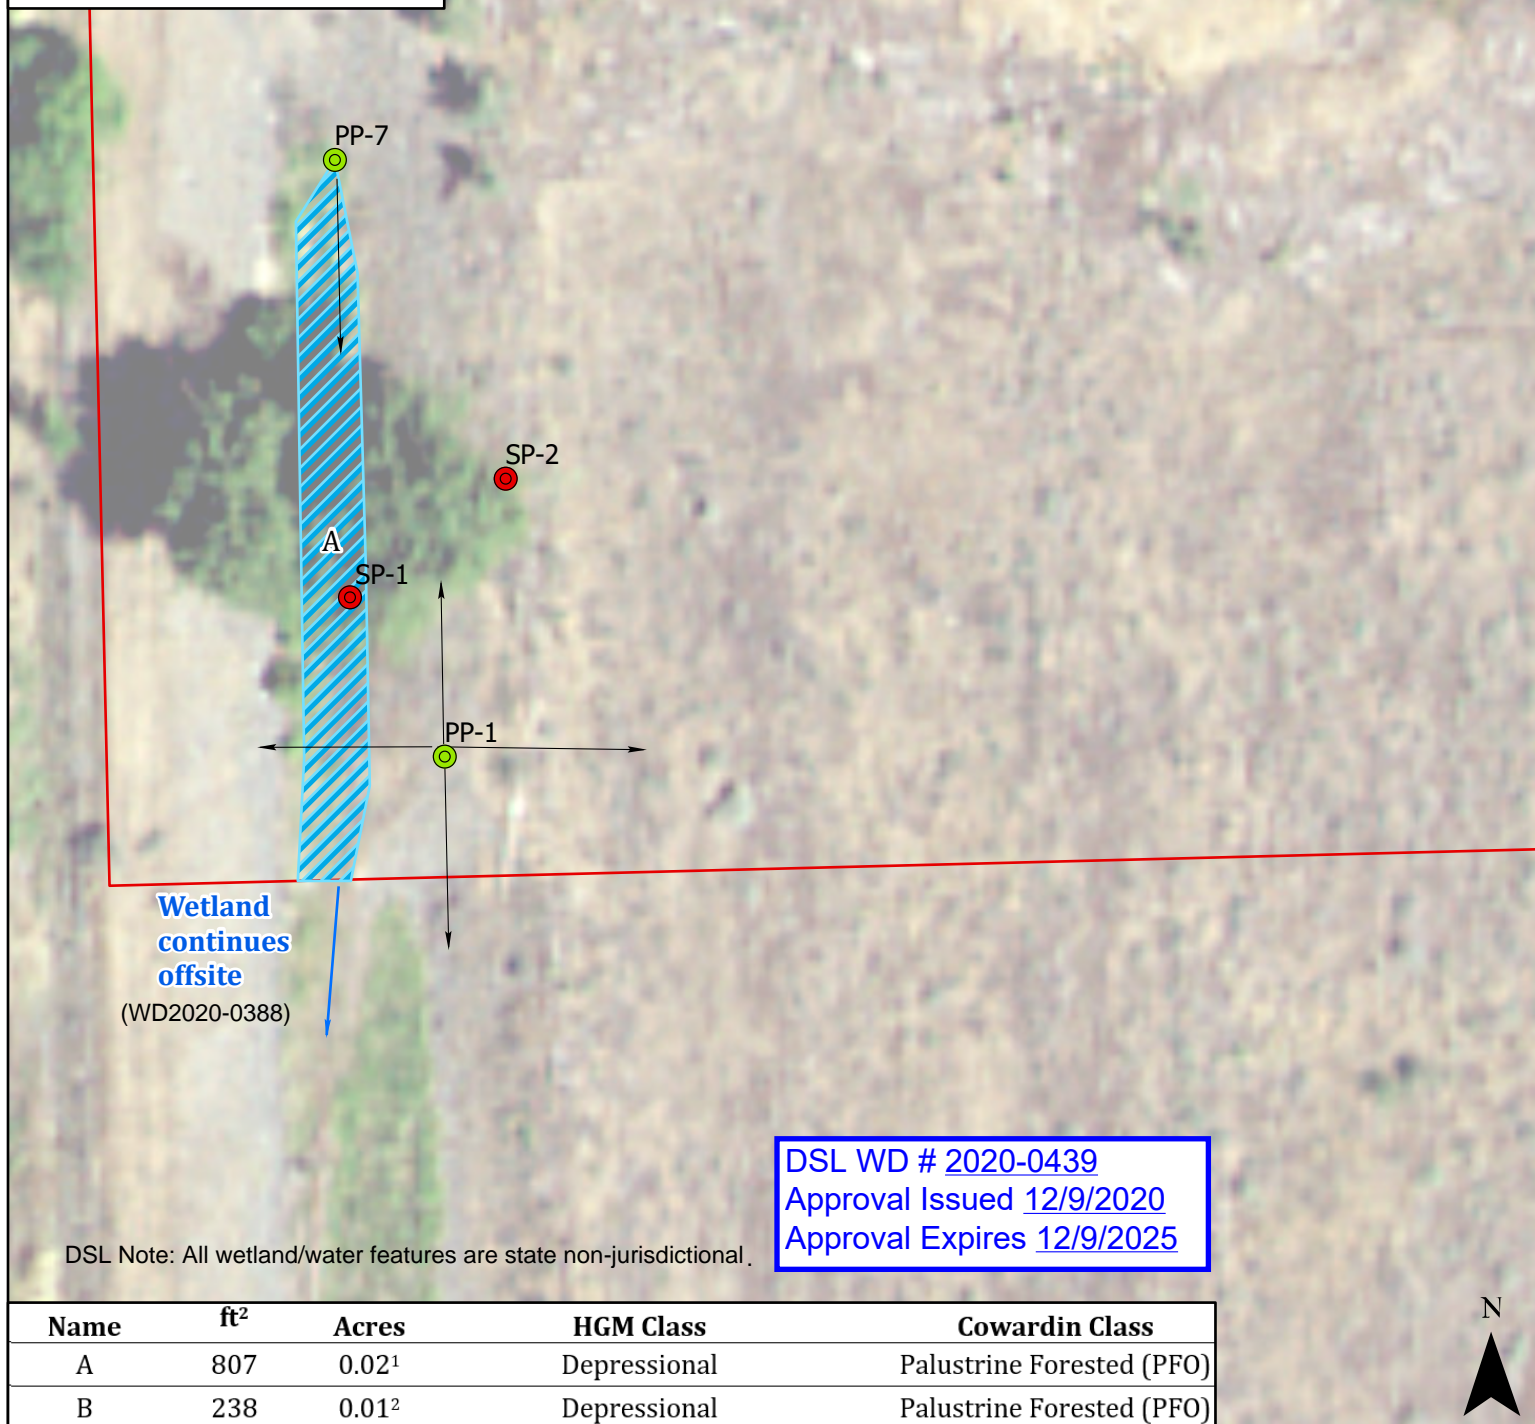 PP-7
SP-2
A
SP-1
PP-1
Wetland
continues
offsite
(WD2020-0388)
DSL WD # 2020-0439
Approval Issued 12/9/2020
Approval Expires 12/9/2025
DSL Note: All wetland/water features are state non-jurisdictional.
N
Name ft² Acres HGM Class Cowardin Class
A 807 0.02¹ Depressional Palustrine Forested (PFO)
B 238 0.01² Depressional Palustrine Forested (PFO)